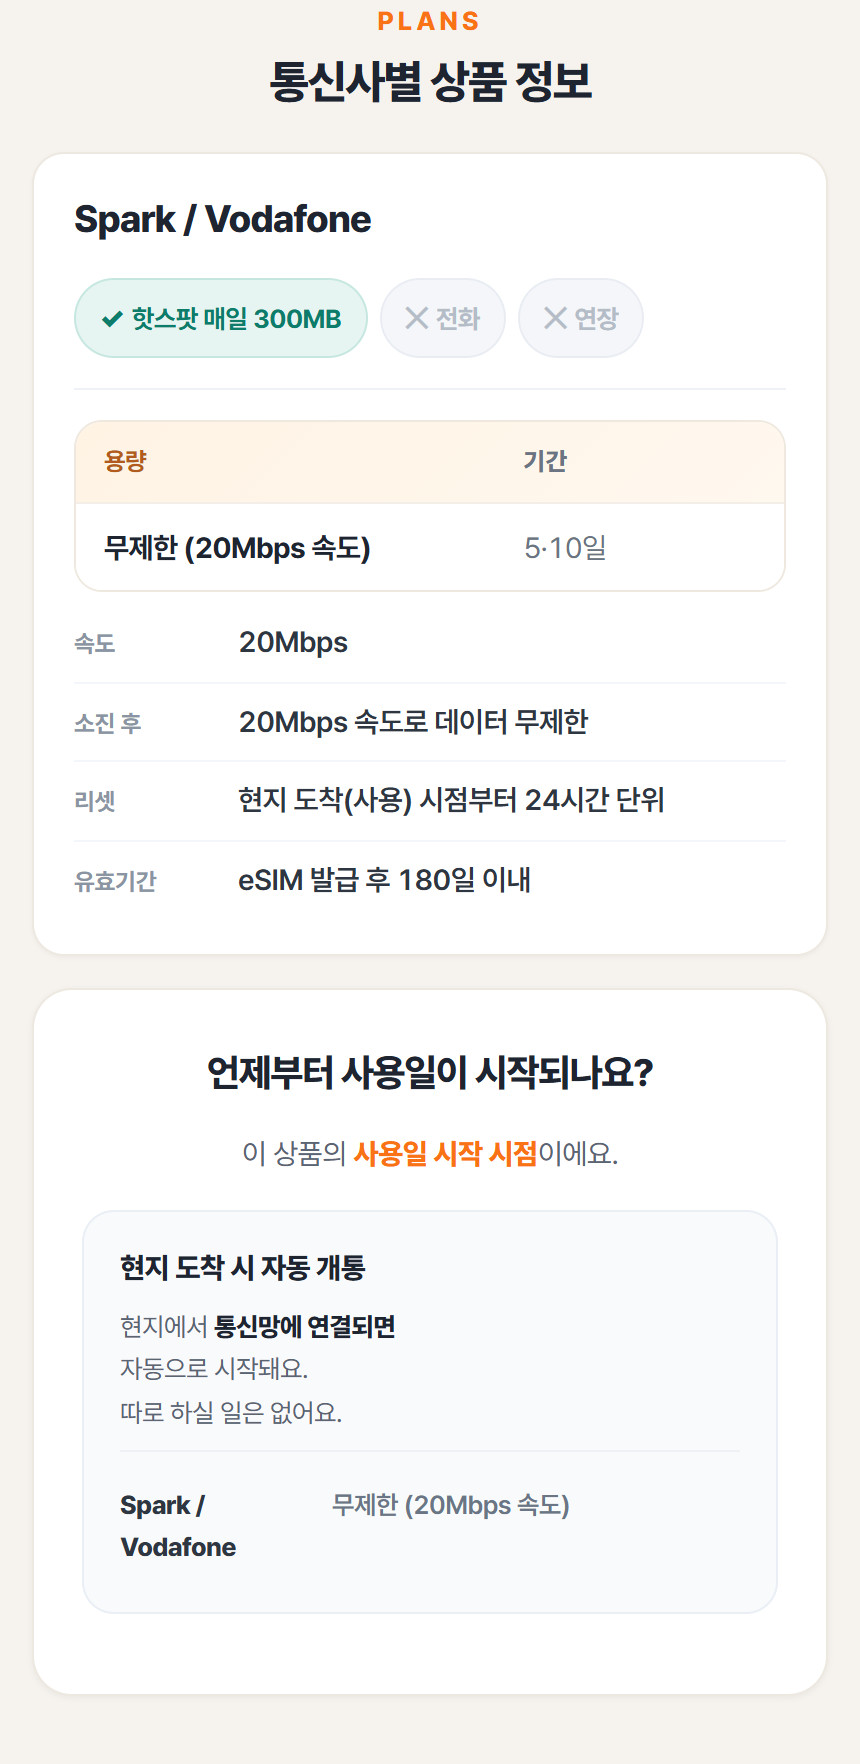 PLANS
통신사별 상품 정보
Spark / Vodafone
✓ 핫스팟 매일 300MB
✕ 전화
✕ 연장
용량 기간
무제한 (20Mbps 속도) 5·10일
속도 20Mbps
소진 후 20Mbps 속도로 데이터 무제한
리셋 현지 도착(사용) 시점부터 24시간 단위
유효기간 eSIM 발급 후 180일 이내
언제부터 사용일이 시작되나요?
이 상품의 사용일 시작 시점이에요.
현지 도착 시 자동 개통
현지에서 통신망에 연결되면
자동으로 시작돼요.
따로 하실 일은 없어요.
Spark / 무제한 (20Mbps 속도)
Vodafone